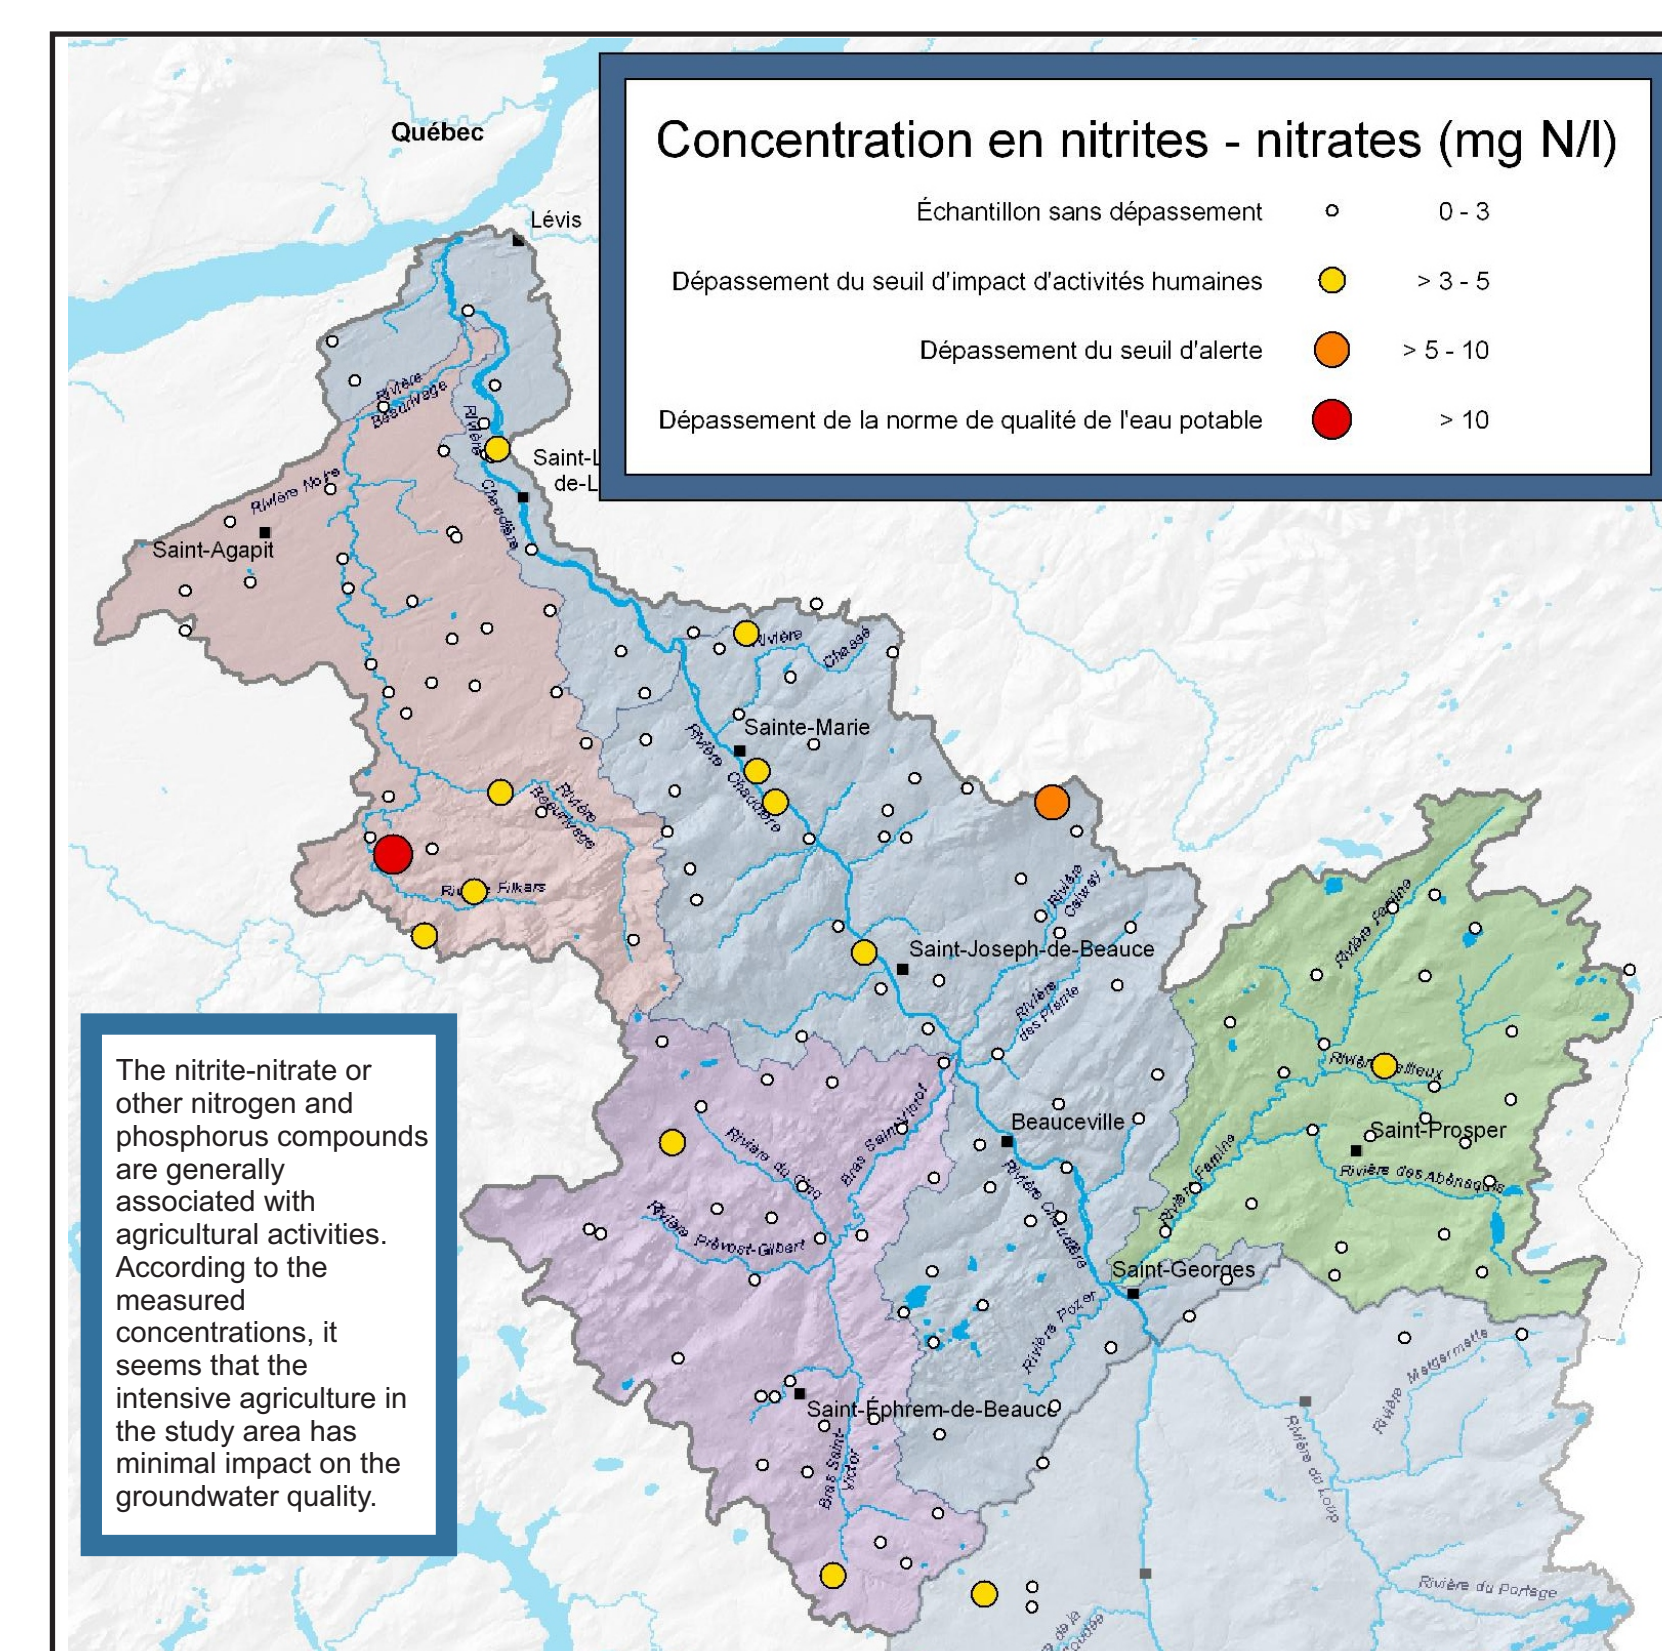 Québec
Concentration en nitrites - nitrates (mg N/l)
Échantillon sans dépassement 0 - 3
Dépassement du seuil d'impact d'activités humaines > 3 - 5
Dépassement du seuil d'alerte > 5 - 10
Dépassement de la norme de qualité de l'eau potable > 10
Lévis
Rivière
Beaurivage
Rivière
Chaudière
Saint-L
de-L
Rivière Noire
Saint-Agapit
Rivière
Chassé
Sainte-Marie
Rivière Chaudière
Rivière
Beaurivage
Filkars
Rivière
Calway
Rivière Famine
Saint-Joseph-de-Beauce
Rivière
des Plante
The nitrite-nitrate or
other nitrogen and
phosphorus compounds
are generally
associated with
agricultural activities.
According to the
measured
concentrations, it
seems that the
intensive agriculture in
the study area has
minimal impact on the
groundwater quality.
Beauceville
Saint-Prosper
Rivière des Abénaquis
Rivière Famine
Rivière du Cinq
Bras Saint-Victor
Rivière Prévost-Gilbert
Rivière Chaudière
Saint-Georges
Rivière Pozer
Rivière Metgermette
Saint-Éphrem-de-Beauce
Bras Saint-
Victor
Rivière du Loup
Rivière du Portage
de la